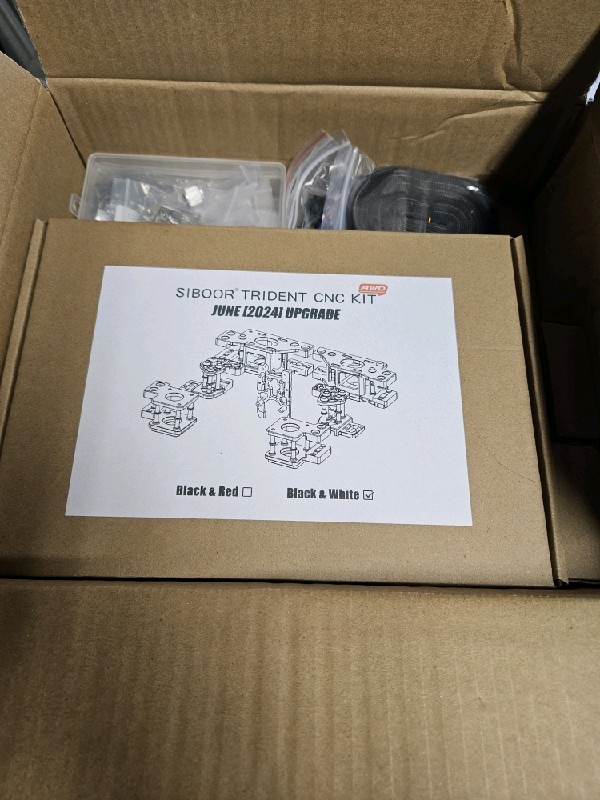 SIBOOR® TRIDENT CNC KIT AWD
JUNE [2024] UPGRADE
Black & Red ☐ Black & White ☑